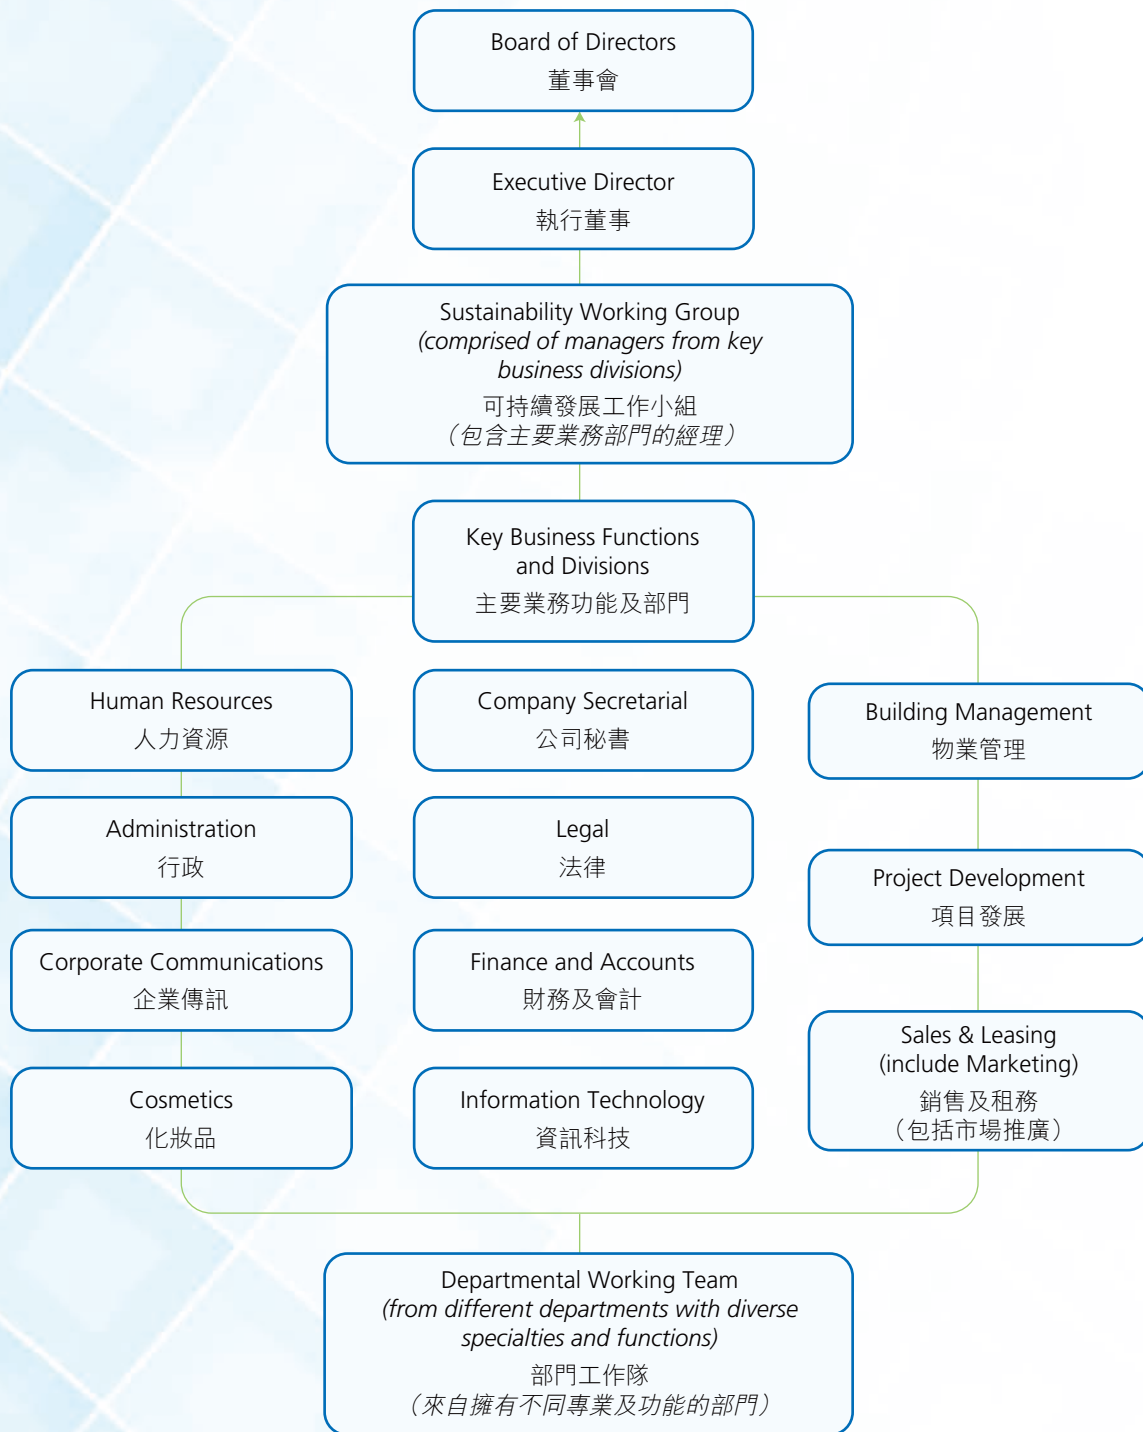 Board of Directors
董事會
Executive Director
執行董事
Sustainability Working Group
(comprised of managers from key
business divisions)
可持續發展工作小組
（包含主要業務部門的經理）
Key Business Functions
and Divisions
主要業務功能及部門
Human Resources
人力資源
Company Secretarial
公司秘書
Building Management
物業管理
Administration
行政
Legal
法律
Project Development
項目發展
Corporate Communications
企業傳訊
Finance and Accounts
財務及會計
Sales & Leasing
(include Marketing)
銷售及租務
（包括市場推廣）
Cosmetics
化妝品
Information Technology
資訊科技
Departmental Working Team
(from different departments with diverse
specialties and functions)
部門工作隊
（來自擁有不同專業及功能的部門）